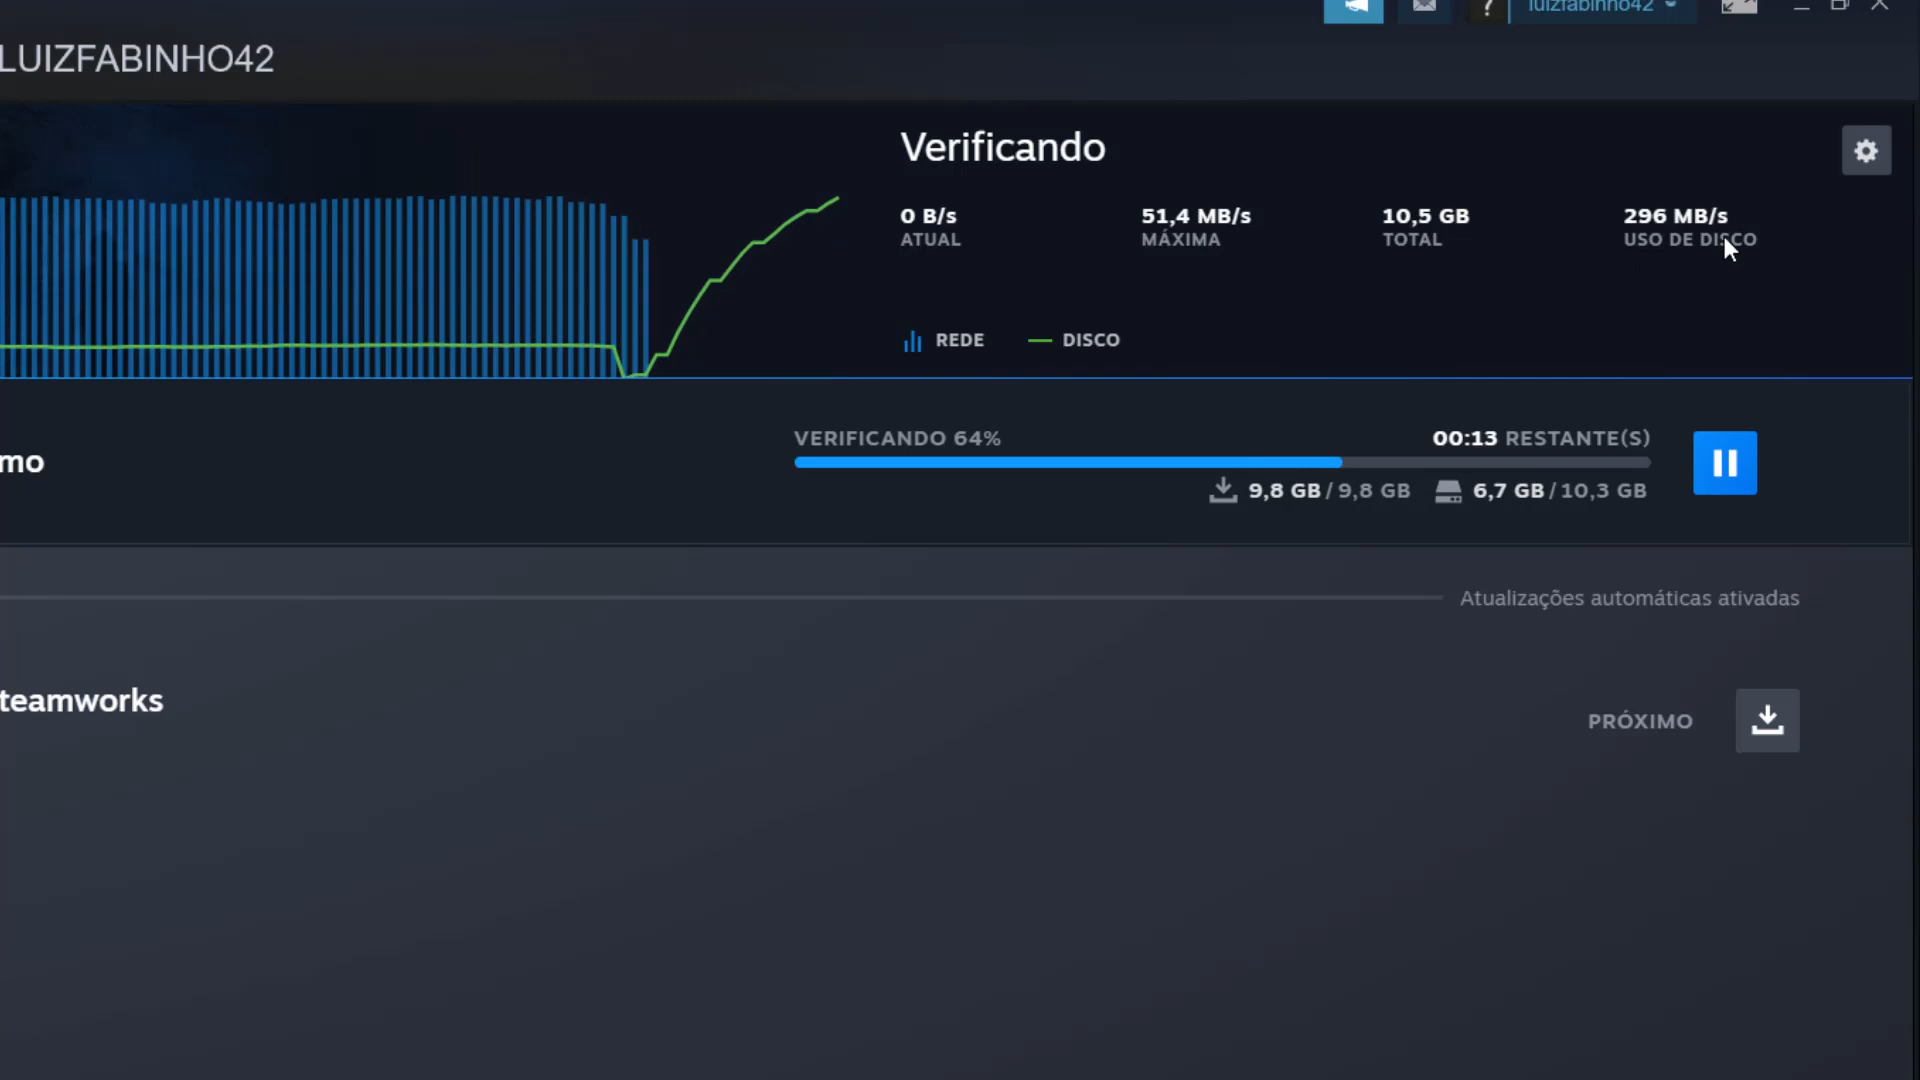 ? luizfabinho42
LUIZFABINHO42
Verificando
0 B/s 51,4 MB/s 10,5 GB 296 MB/s
ATUAL MÁXIMA TOTAL USO DE DISCO
REDE DISCO
VERIFICANDO 64% 00:13 RESTANTE(S)
mo
9,8 GB / 9,8 GB 6,7 GB / 10,3 GB
Atualizações automáticas ativadas
teamworks
PRÓXIMO